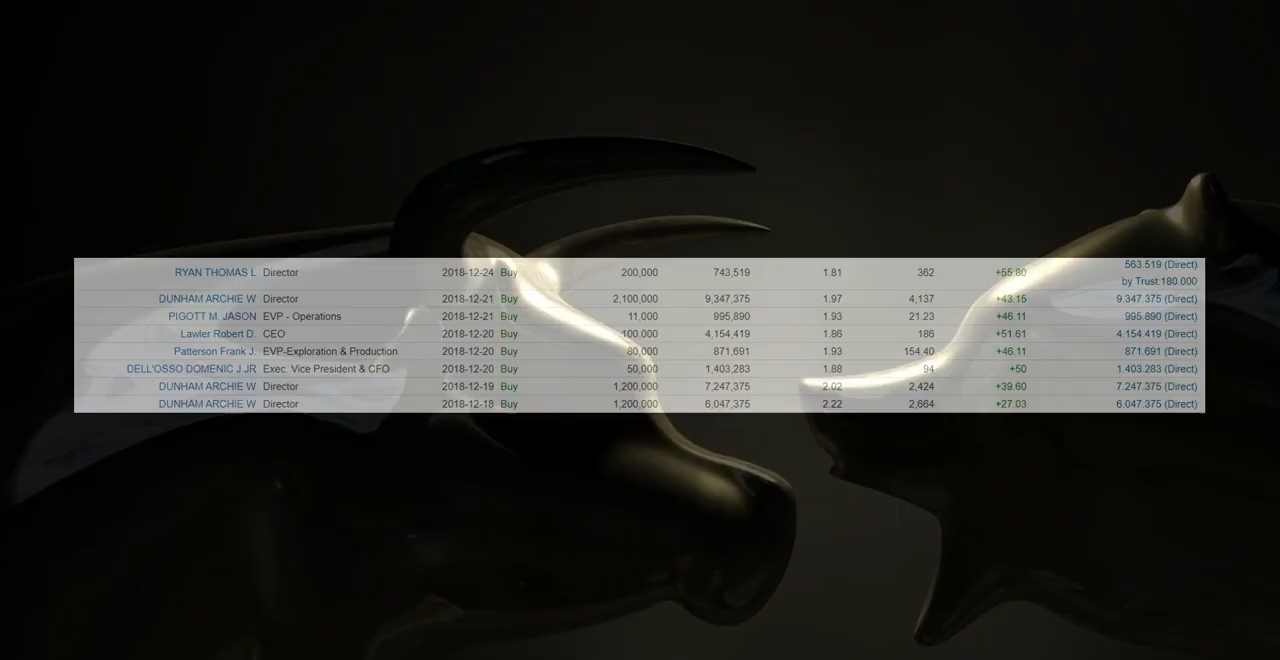 RYAN THOMAS L Director 2018-12-24 Buy 200,000 743,519 1.81 362 +55.80 563.519 (Direct)
by Trust:180.000
DUNHAM ARCHIE W Director 2018-12-21 Buy 2,100,000 9,347,375 1.97 4,137 +43.15 9.347.375 (Direct)
PIGOTT M. JASON EVP - Operations 2018-12-21 Buy 11,000 995,890 1.93 21.23 +46.11 995.890 (Direct)
Lawler Robert D. CEO 2018-12-20 Buy 100,000 4,154,419 1.86 186 +51.61 4.154.419 (Direct)
Patterson Frank J. EVP-Exploration & Production 2018-12-20 Buy 80,000 871,691 1.93 154.40 +46.11 871.691 (Direct)
DELL'OSSO DOMENIC J JR Exec. Vice President & CFO 2018-12-20 Buy 50,000 1,403,283 1.88 94 +50 1.403.283 (Direct)
DUNHAM ARCHIE W Director 2018-12-19 Buy 1,200,000 7,247,375 2.02 2,424 +39.60 7.247.375 (Direct)
DUNHAM ARCHIE W Director 2018-12-18 Buy 1,200,000 6,047,375 2.22 2,664 +27.03 6.047.375 (Direct)